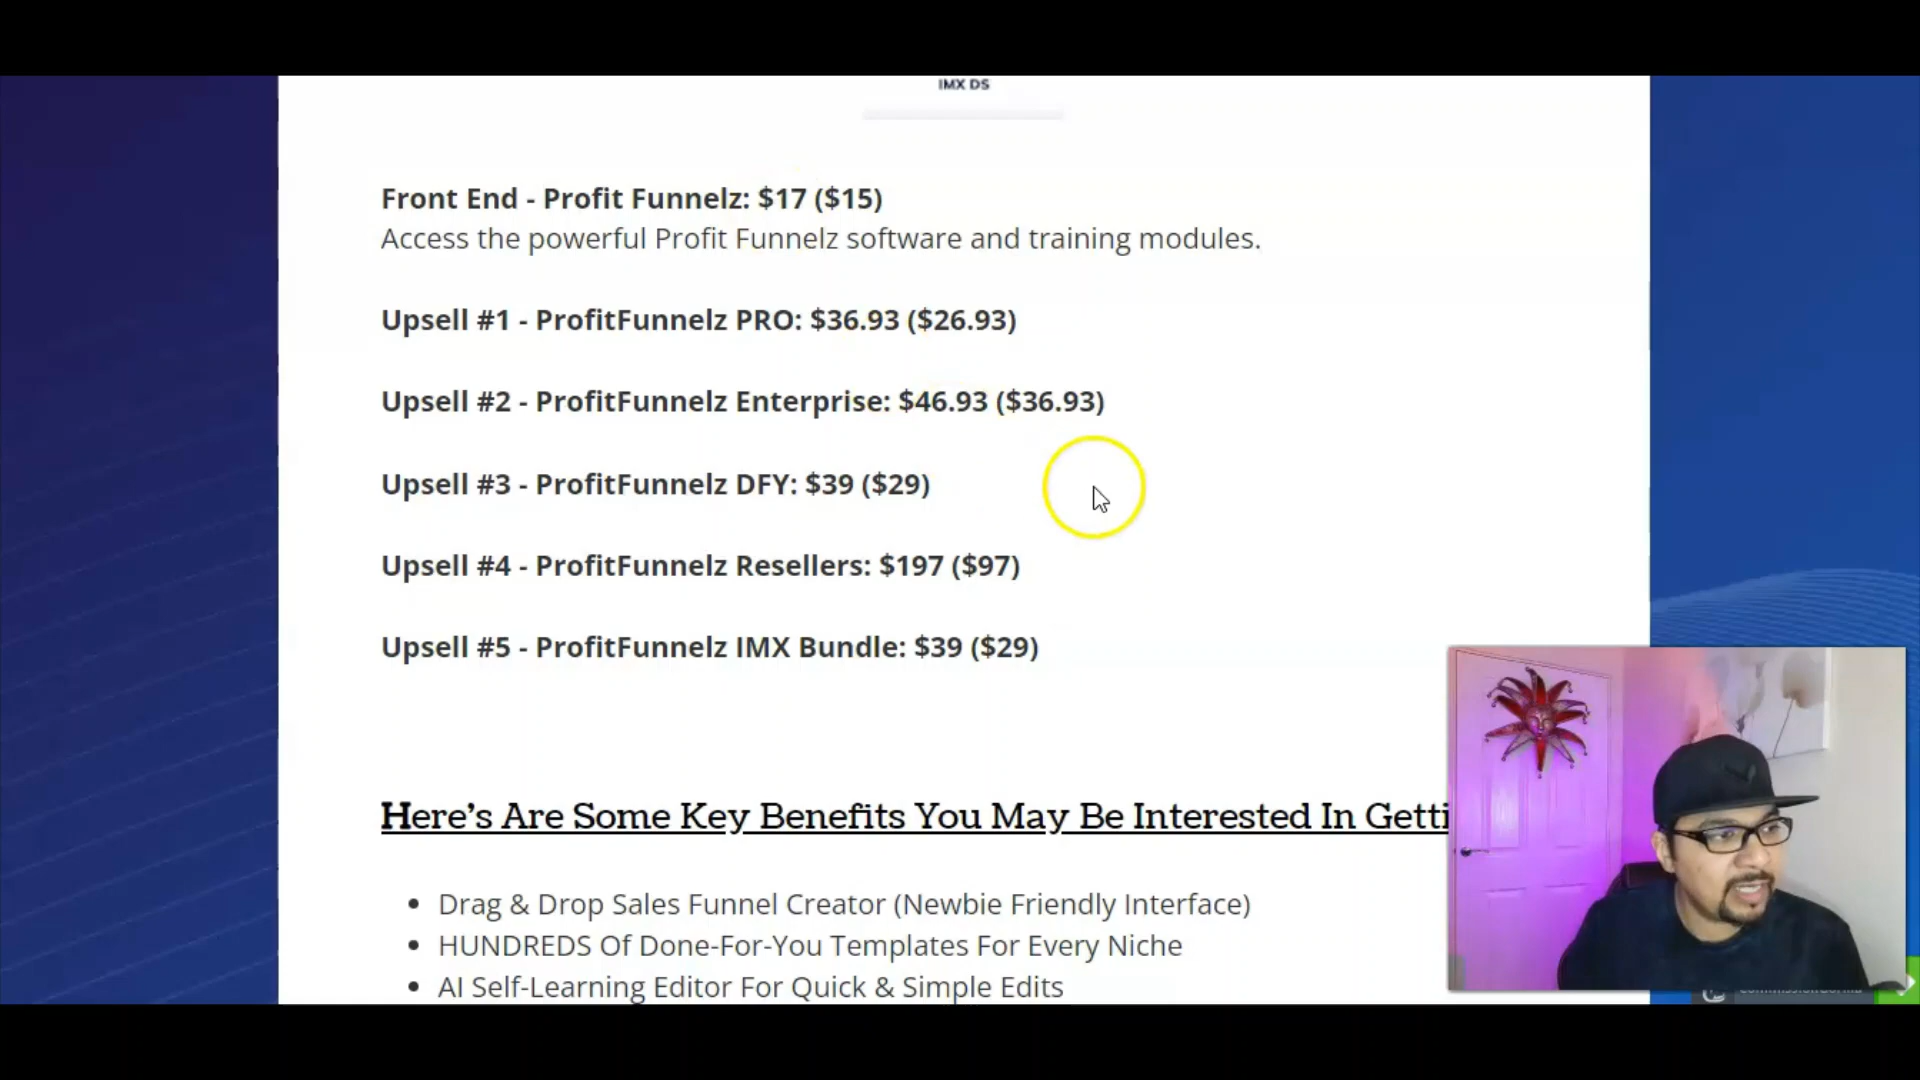 IMX DS
Front End - Profit Funnelz: $17 ($15)
Access the powerful Profit Funnelz software and training modules.
Upsell #1 - ProfitFunnelz PRO: $36.93 ($26.93)
Upsell #2 - ProfitFunnelz Enterprise: $46.93 ($36.93)
Upsell #3 - ProfitFunnelz DFY: $39 ($29)
Upsell #4 - ProfitFunnelz Resellers: $197 ($97)
Upsell #5 - ProfitFunnelz IMX Bundle: $39 ($29)
Here's Are Some Key Benefits You May Be Interested In Getti
• Drag & Drop Sales Funnel Creator (Newbie Friendly Interface)
• HUNDREDS Of Done-For-You Templates For Every Niche
• AI Self-Learning Editor For Quick & Simple Edits